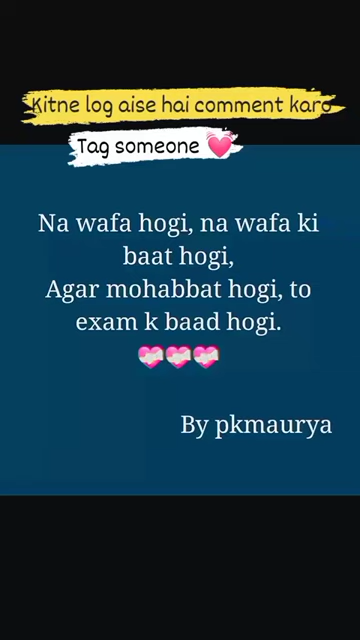 Kitne log aise hai comment karo
Tag someone 💓
Na wafa hogi, na wafa ki
baat hogi,
Agar mohabbat hogi, to
exam k baad hogi.
💝💝💝
By pkmaurya